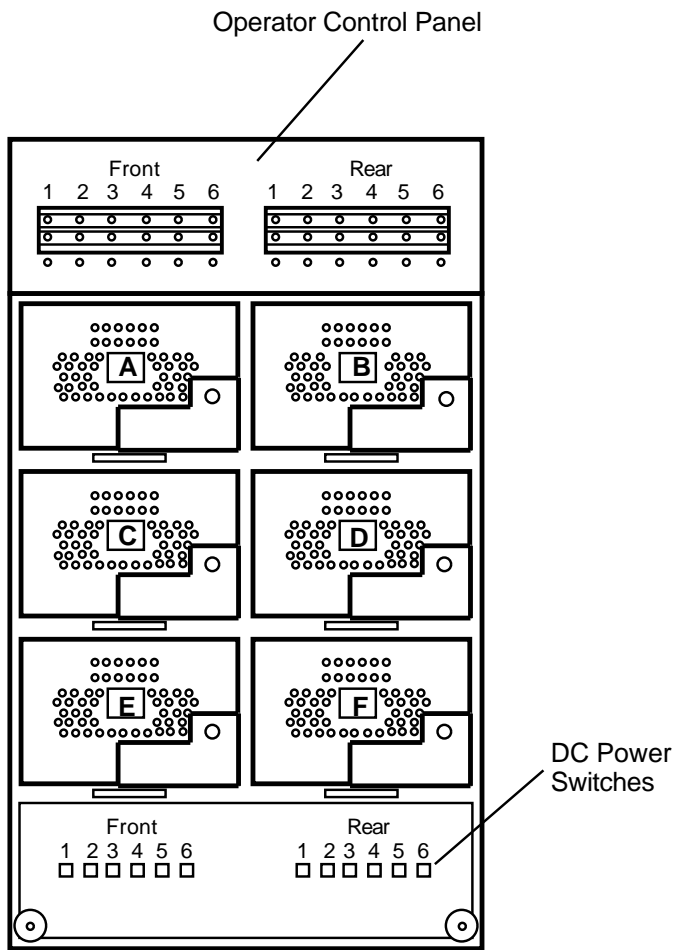 Operator Control Panel
Front Rear
1 2 3 4 5 6 1 2 3 4 5 6
A B
C D
E F
DC Power
Switches
Front Rear
1 2 3 4 5 6 1 2 3 4 5 6